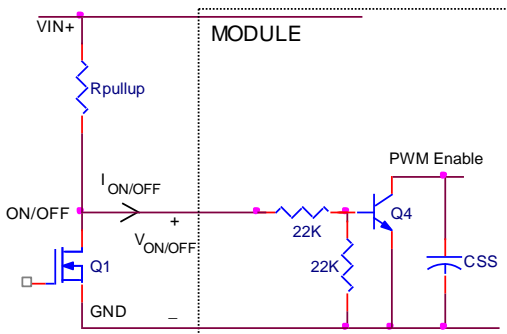 VIN+
MODULE
Rpullup
PWM Enable
I ON/OFF
ON/OFF
+
V ON/OFF
22K
Q4
22K
Q1
CSS
GND
_